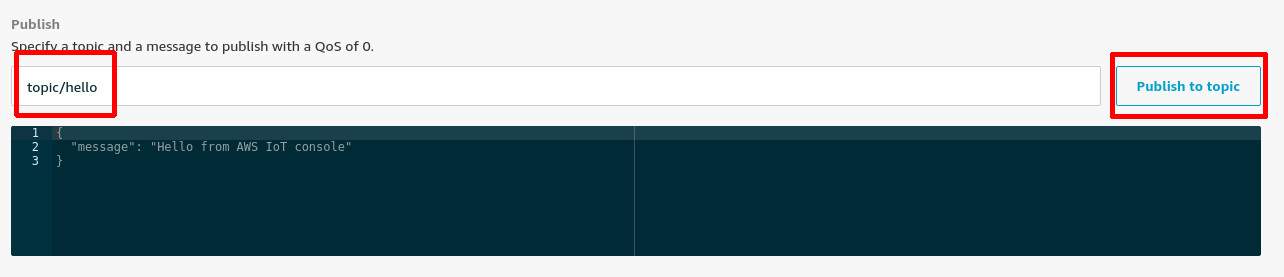 Publish
Specify a topic and a message to publish with a QoS of 0.
topic/hello
Publish to topic
1 {
2 "message": "Hello from AWS IoT console"
3 }